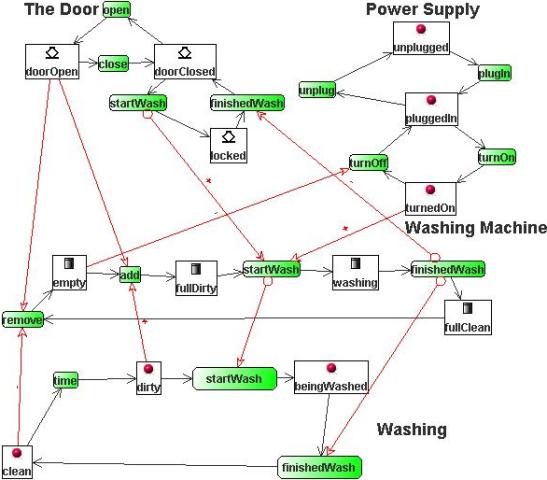 The Door
open
Power Supply
unplugged
doorOpen
close
doorClosed
plugIn
unplug
startWash
finishedWash
pluggedIn
locked
turnOff
turnOn
turnedOn
Washing Machine
empty
add
fullDirty
startWash
washing
finishedWash
remove
fullClean
time
dirty
startWash
beingWashed
Washing
clean
finishedWash